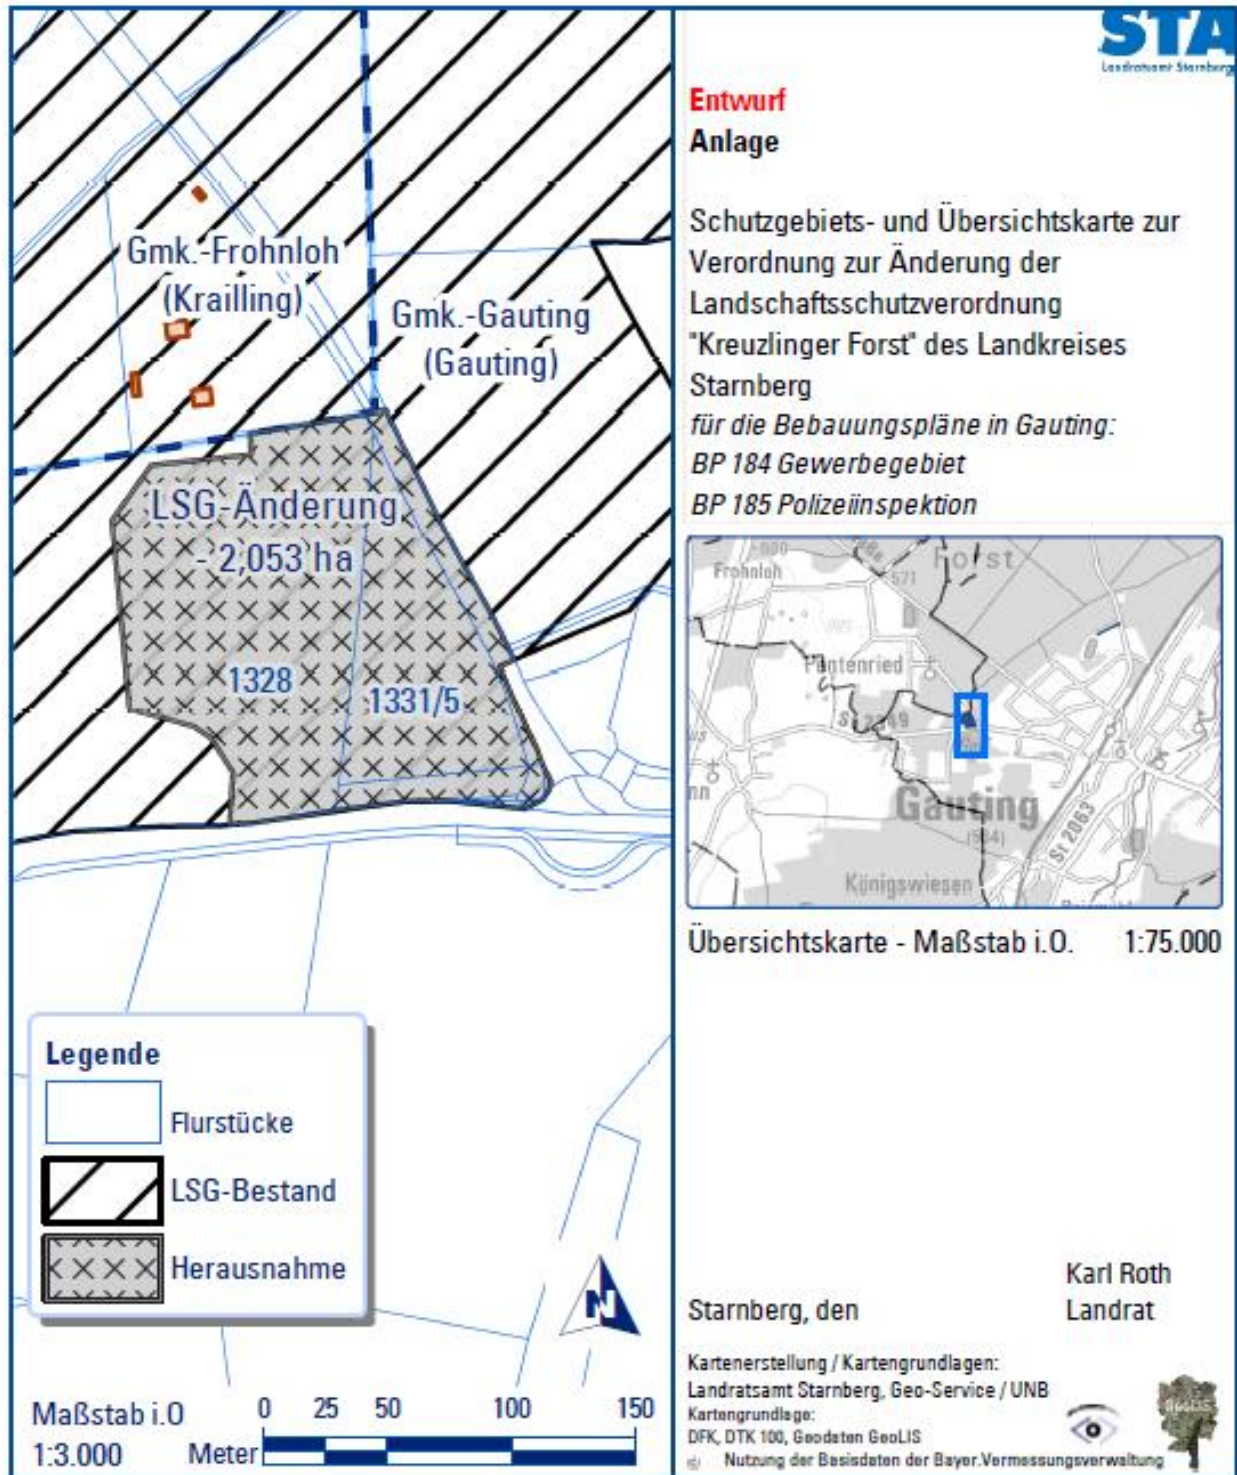 Gmk.-Frohnloh
(Krailling)
Gmk.-Gauting
(Gauting)
LSG-Änderung
- 2,053 ha
1328
1331/5
Legende
Flurstücke
LSG-Bestand
Herausnahme
N
Maßstab i.O
1:3.000
0 25 50 100 150
Meter
STA
Landratsamt Starnberg
Entwurf
Anlage
Schutzgebiets- und Übersichtskarte zur
Verordnung zur Änderung der
Landschaftsschutzverordnung
"Kreuzlinger Forst" des Landkreises
Starnberg
für die Bebauungspläne in Gauting:
BP 184 Gewerbegebiet
BP 185 Polizeiinspektion
Frohnloh
Forst
571
Pentenried
St 2349
Gauting
St 2063
Königswiesen
Übersichtskarte - Maßstab i.O. 1:75.000
Karl Roth
Starnberg, den Landrat
Kartenerstellung / Kartengrundlagen:
Landratsamt Starnberg, Geo-Service / UNB
Kartengrundlage:
DFK, DTK 100, Geodaten GeoLIS
Nutzung der Basisdaten der Bayer.Vermessungsverwaltung
GeoLIS